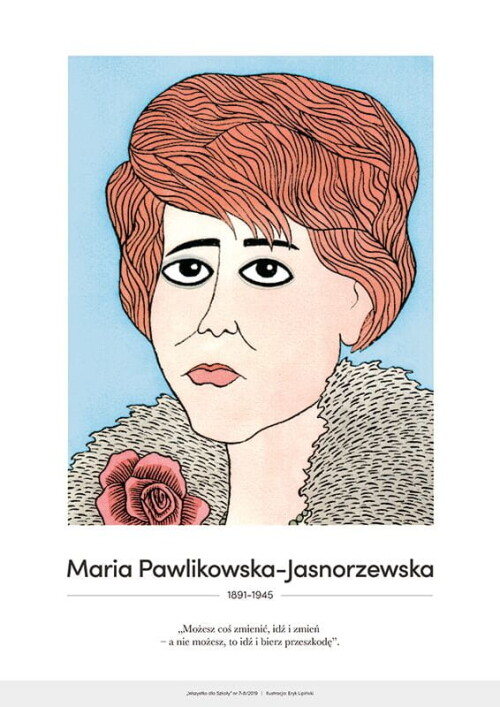 Maria Pawlikowska-Jasnorzewska
1891-1945
„Możesz coś zmienić, idź i zmień
– a nie możesz, to idź i bierz przeszkodę”.
„Wszystko dla Szkoły” nr 7-8/2019 | Ilustracja: Eryk Lipiński